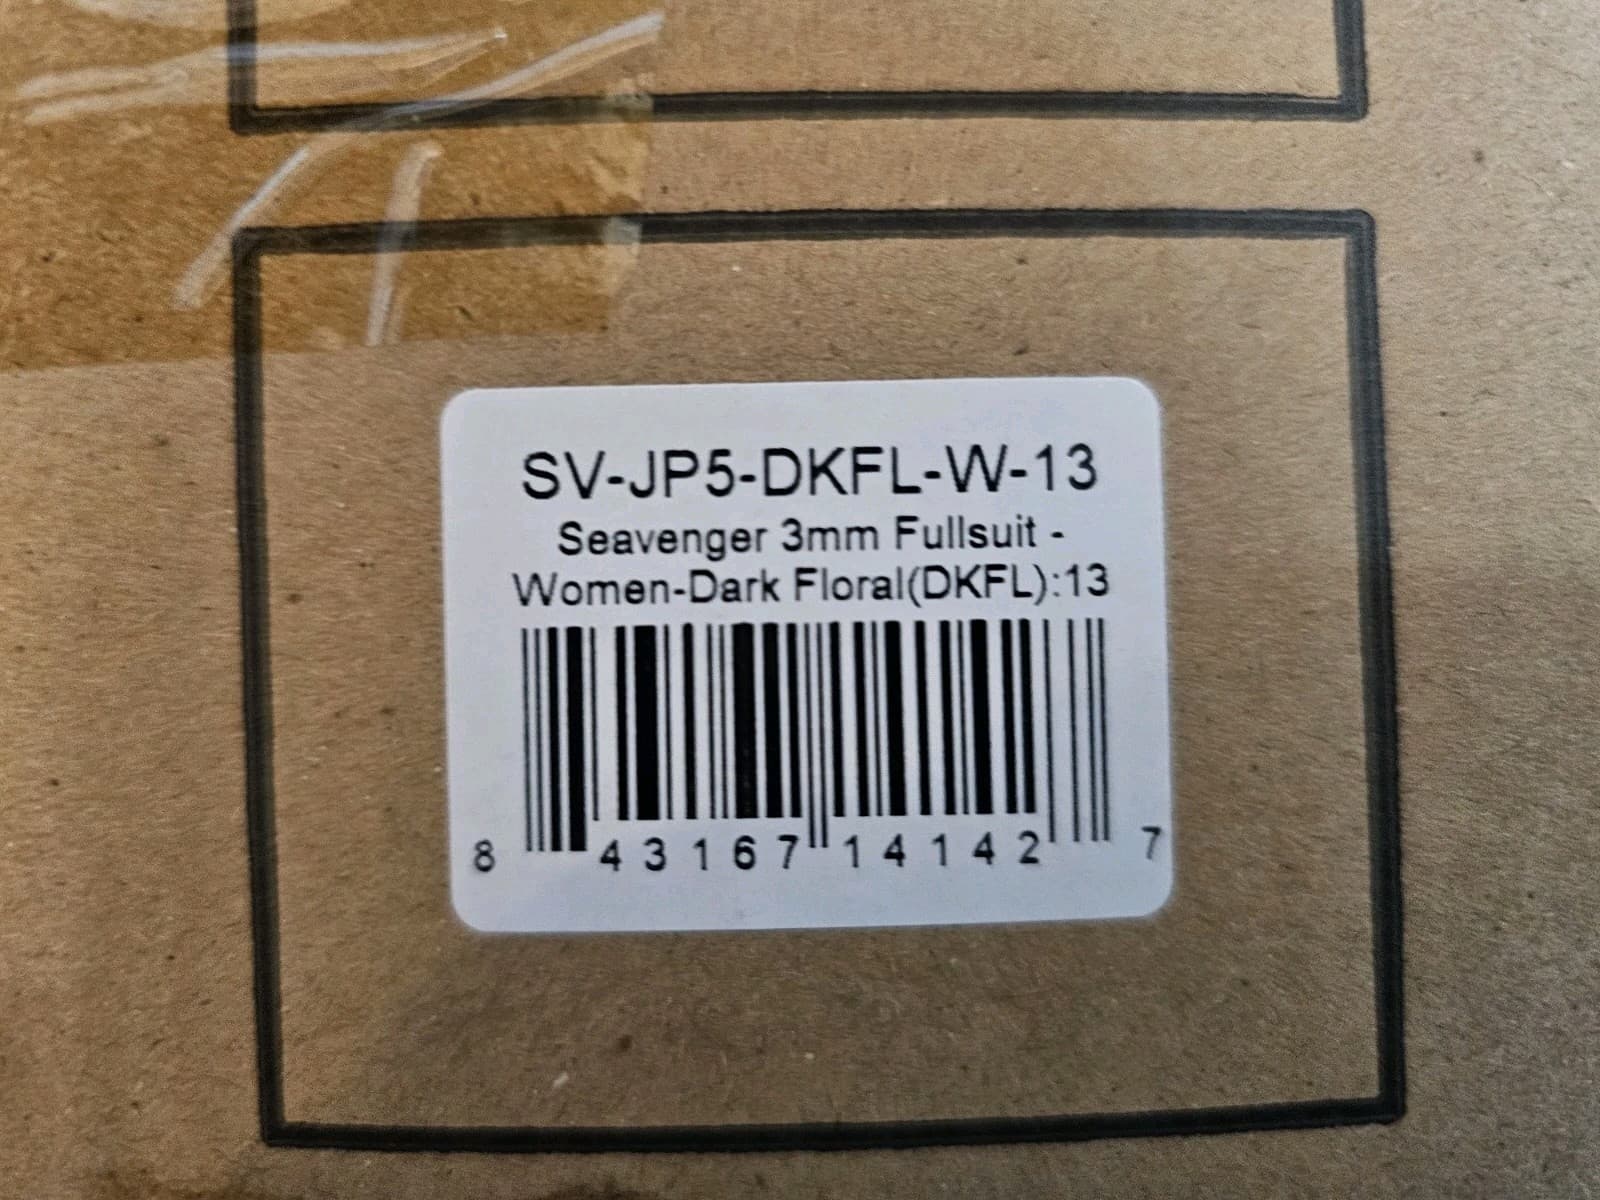 SV-JP5-DKFL-W-13
Seavenger 3mm Fullsuit -
Women-Dark Floral(DKFL):13
8 43167 14142 7